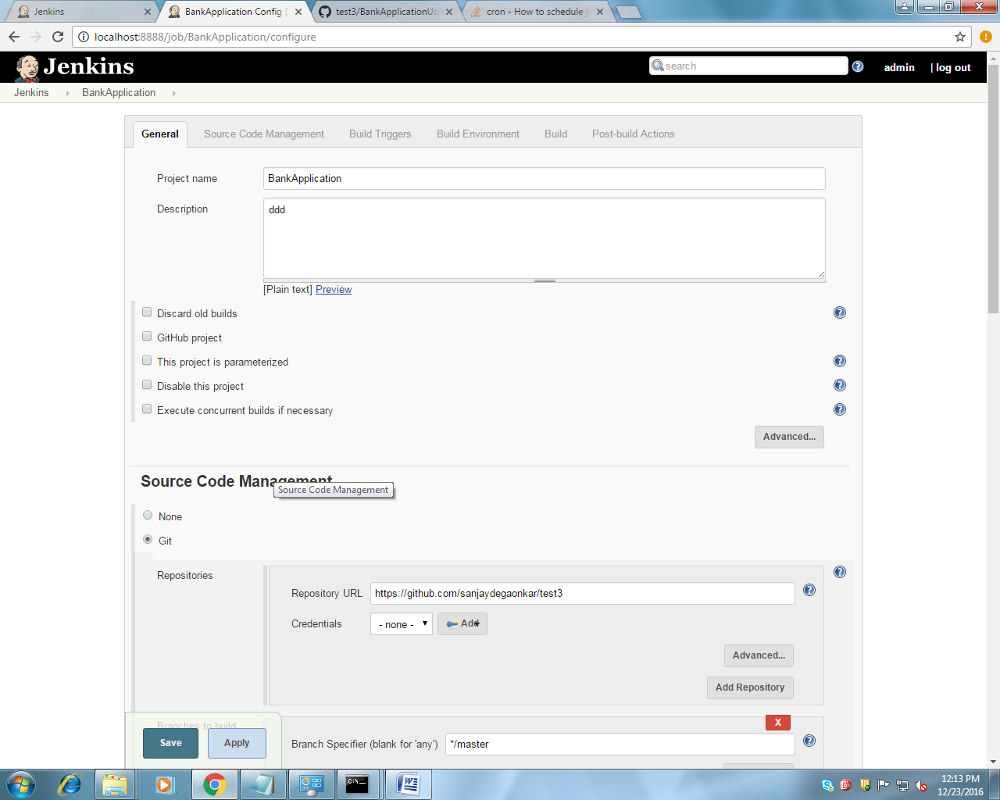 Jenkins
BankApplication Config [
test3/BankApplicationUs
cron - How to schedule j
localhost:8888/job/BankApplication/configure
Jenkins
search
admin
| log out
Jenkins
BankApplication
General
Source Code Management
Build Triggers
Build Environment
Build
Post-build Actions
Project name
BankApplication
Description
ddd
[Plain text] Preview
Discard old builds
GitHub project
This project is parameterized
Disable this project
Execute concurrent builds if necessary
Advanced...
Source Code Management
Source Code Management
None
Git
Repositories
Repository URL
https://github.com/sanjaydegaonkar/test3
Credentials
- none -
Add
Advanced...
Add Repository
Branches to build
X
Save
Apply
Branch Specifier (blank for 'any')
*/master
12:13 PM
12/23/2016